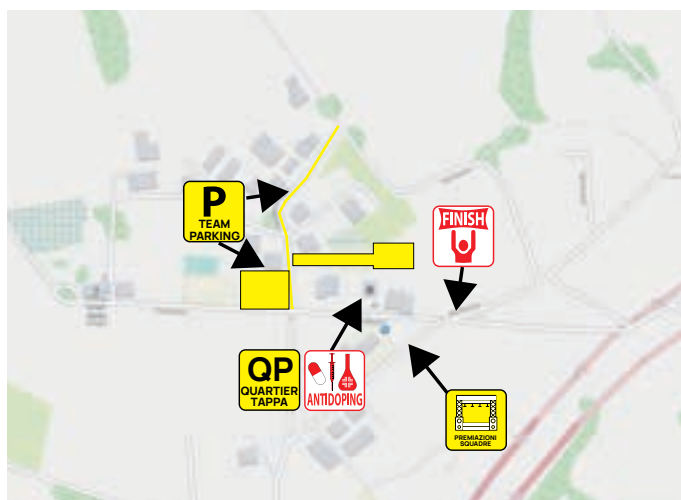 P
TEAM
PARKING
FINISH
QP
QUARTIER
TAPPA
ANTIDOPING
PREMIAZIONI
SQUADRE